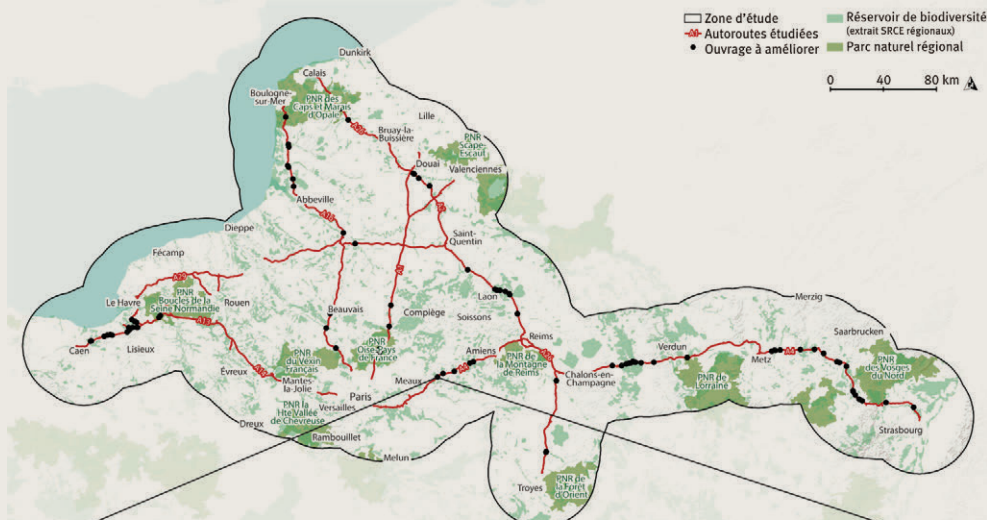 Zone d'étude
Autoroutes étudiées
Ouvrage à améliorer
Réservoir de biodiversité
(extrait SRCE régionaux)
Parc naturel régional
0 40 80 km
Dunkirk
Calais
Boulogne-
sur-Mer
PNR des
Caps et Marais
d'Opale
Lille
A26
Bruay-la-
Buissière
PNR
Scape-
Escaut
Douai
Valenciennes
A2
Abbeville
A16
Dieppe
Saint-
Quentin
Fécamp
A29
Le Havre
PNR
Boucles de la
Seine Normandie
Rouen
A1
Beauvais
Compiège
Laon
Soissons
Merzig
Caen
Lisieux
A13
Reims
Verdun
Saarbrucken
PNR
Oise-Pays
de France
Amiens
Metz
A4
PNR
des Vosges
du Nord
Évreux
PNR
du Vexin
Français
A4
PNR de
la Montagne
de Reims
Châlons-en-
Champagne
PNR de
Lorraine
Mantes
la-Jolie
Meaux
Paris
Versailles
PNR la
Hte Vallée
de Chevreuse
Dreux
Strasbourg
Rambouillet
Melun
Troyes
PNR
de la Forêt
d'Orient